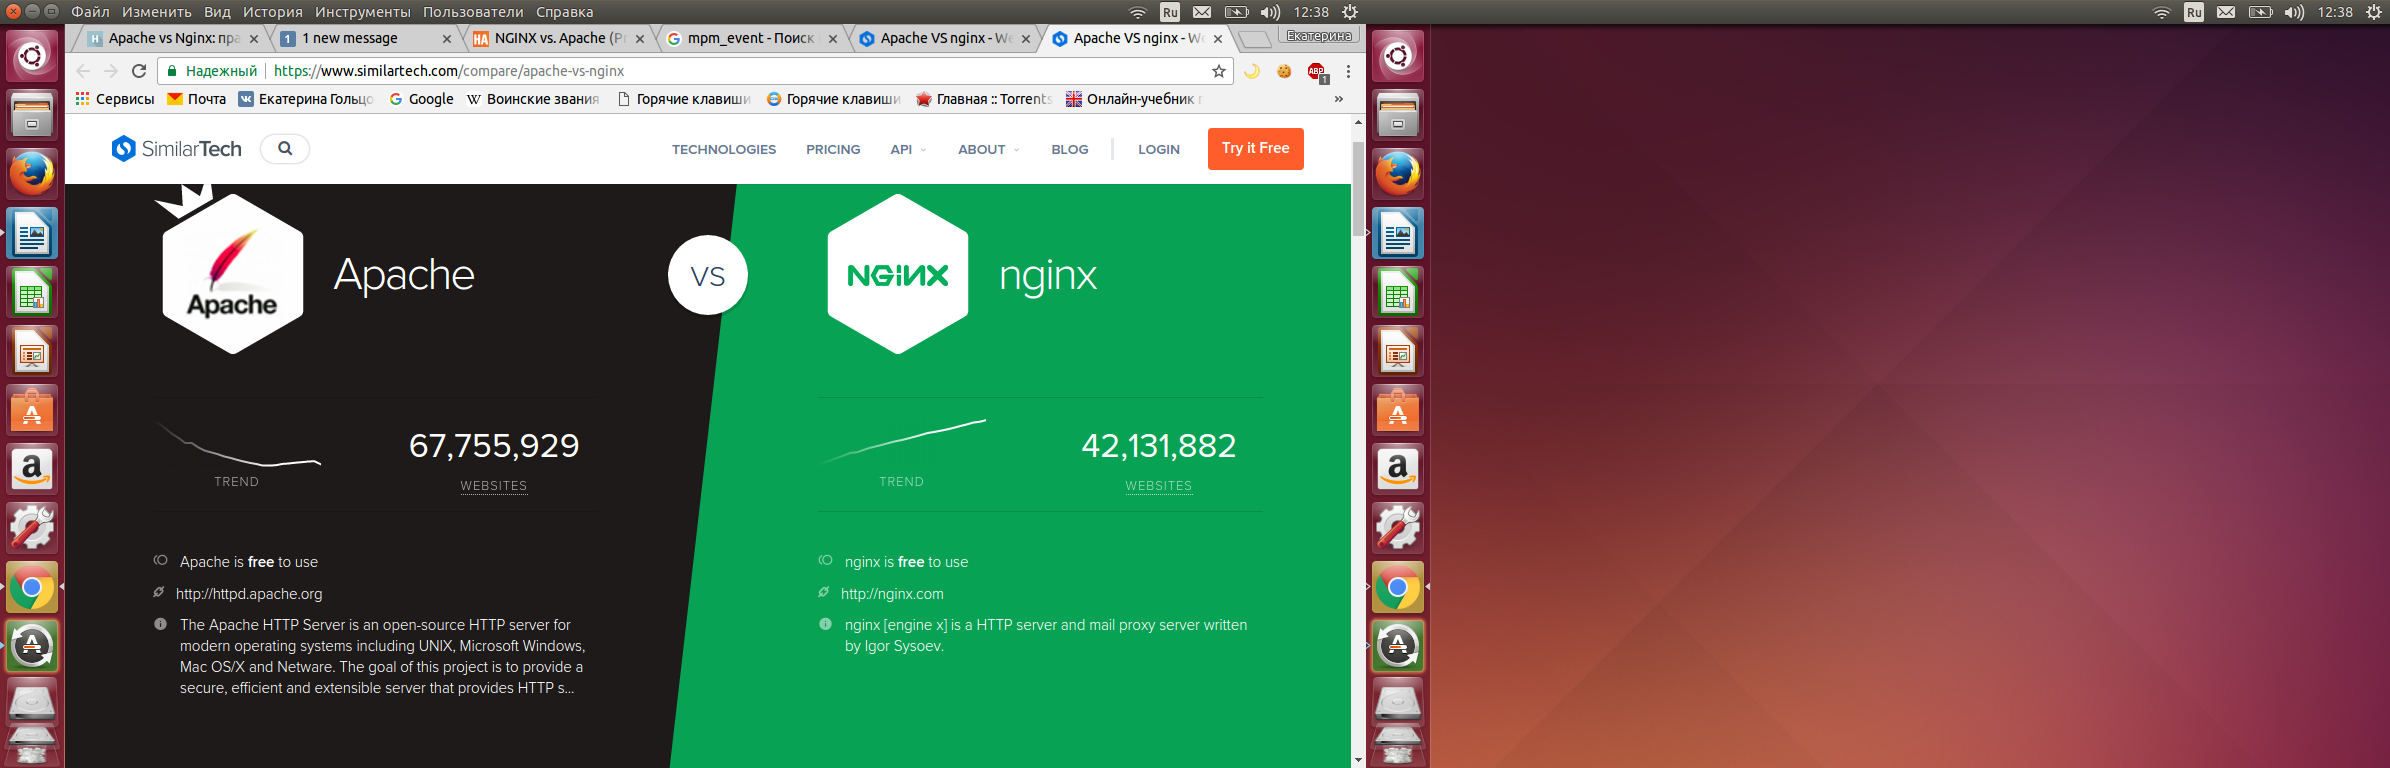 Файл Изменить Вид История Инструменты Пользователи Справка
Ru 12:38
Ru 12:38
Apache vs Nginx: пра
1 new message
NGINX vs. Apache (P
mpm_event - Поиск
Apache VS nginx - We
Apache VS nginx - We
Екатерина
Надежный https://www.similartech.com/compare/apache-vs-nginx
ABP 1
Сервисы Почта Екатерина Гольцо Google Воинские звания Горячие клавиши Горячие клавиши Главная :: Torrents Онлайн-учебник »
SimilarTech
TECHNOLOGIES PRICING API ABOUT BLOG LOGIN Try it Free
Apache
Apache
VS
NGINX
nginx
67,755,929
TREND
WEBSITES
42,131,882
TREND
WEBSITES
Apache is free to use
http://httpd.apache.org
The Apache HTTP Server is an open-source HTTP server for
modern operating systems including UNIX, Microsoft Windows,
Mac OS/X and Netware. The goal of this project is to provide a
secure, efficient and extensible server that provides HTTP s...
nginx is free to use
http://nginx.com
nginx [engine x] is a HTTP server and mail proxy server written
by Igor Sysoev.